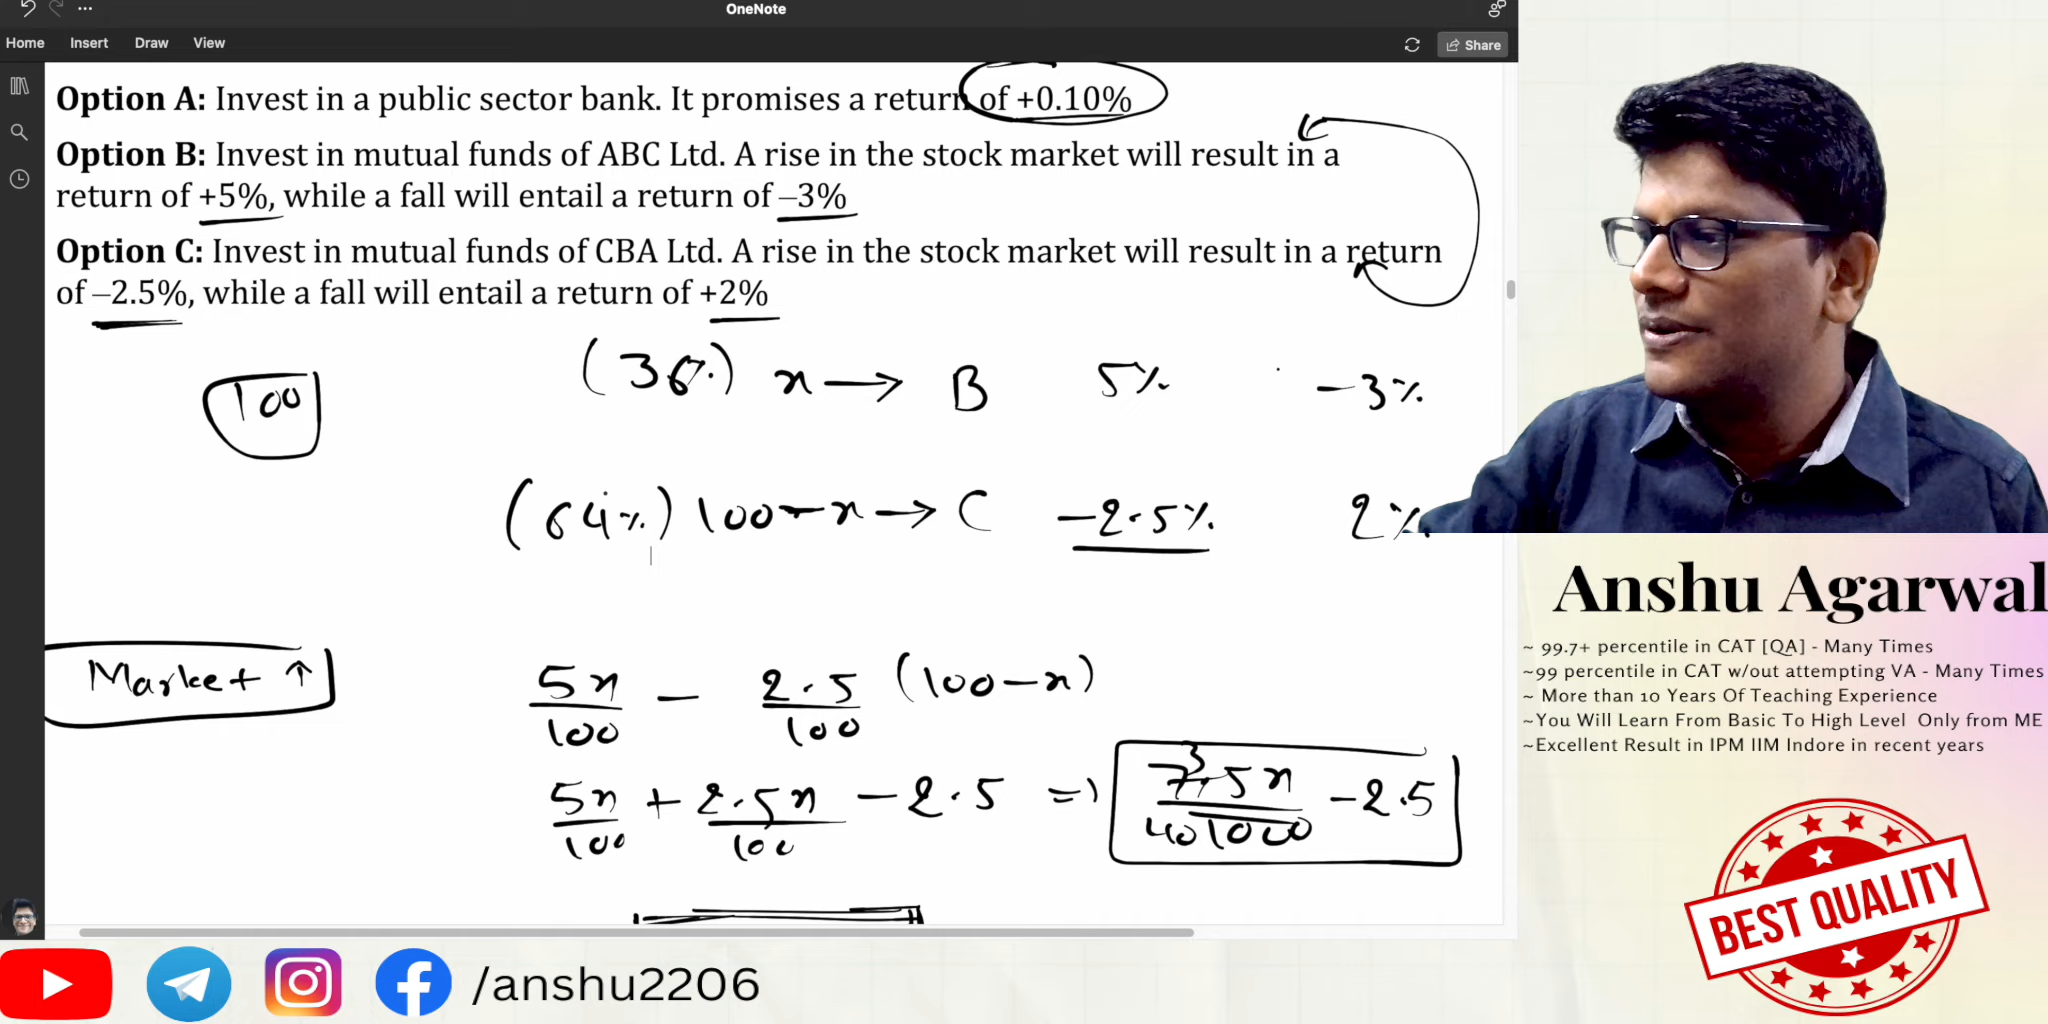 OneNote
Home Insert Draw View Share
Option A: Invest in a public sector bank. It promises a return of +0.10%
Option B: Invest in mutual funds of ABC Ltd. A rise in the stock market will result in a
return of +5%, while a fall will entail a return of –3%
Option C: Invest in mutual funds of CBA Ltd. A rise in the stock market will result in a return
of –2.5%, while a fall will entail a return of +2%
100
(36%) x → B 5% -3%
(64%) 100-x → C -2.5% 2%
Market ↑
5x/100 - 2.5/100 (100-x)
5x/100 + 2.5x/100 - 2.5 ⇒ - 2.5
Anshu Agarwal
~ 99.7+ percentile in CAT [QA] - Many Times
~99 percentile in CAT w/out attempting VA - Many Times
~ More than 10 Years Of Teaching Experience
~You Will Learn From Basic To High Level Only from ME
~Excellent Result in IPM IIM Indore in recent years
BEST QUALITY
/anshu2206